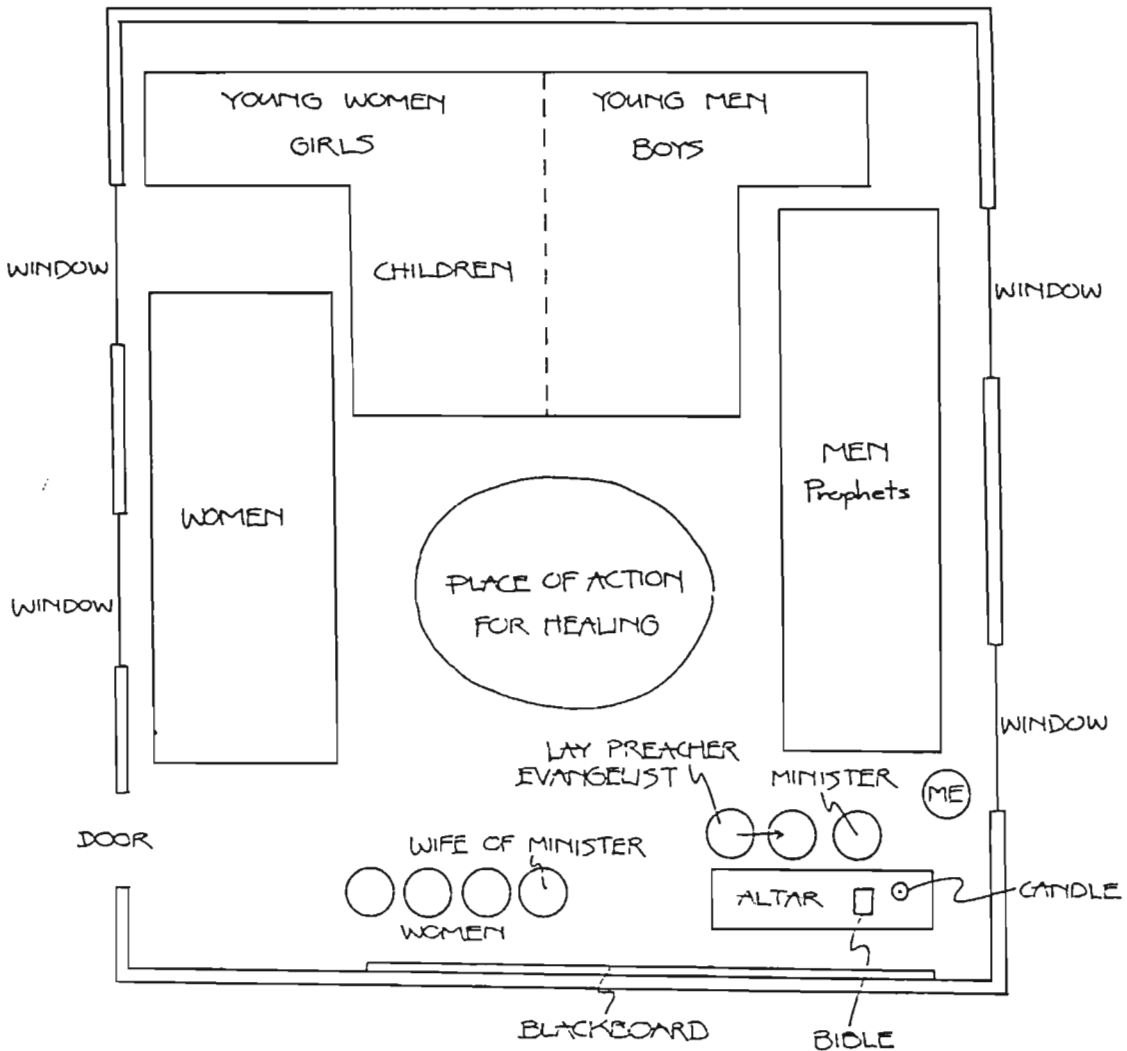 YOUNG WOMEN
GIRLS
YOUNG MEN
BOYS
WINDOW
CHILDREN
WINDOW
MEN
Prophets
WOMEN
PLACE OF ACTION
FOR HEALING
WINDOW
WINDOW
LAY PREACHER
EVANGELIST
MINISTER
ME
DOOR
WIFE OF MINISTER
ALTAR
CANDLE
WOMEN
BLACKBOARD
BIBLE